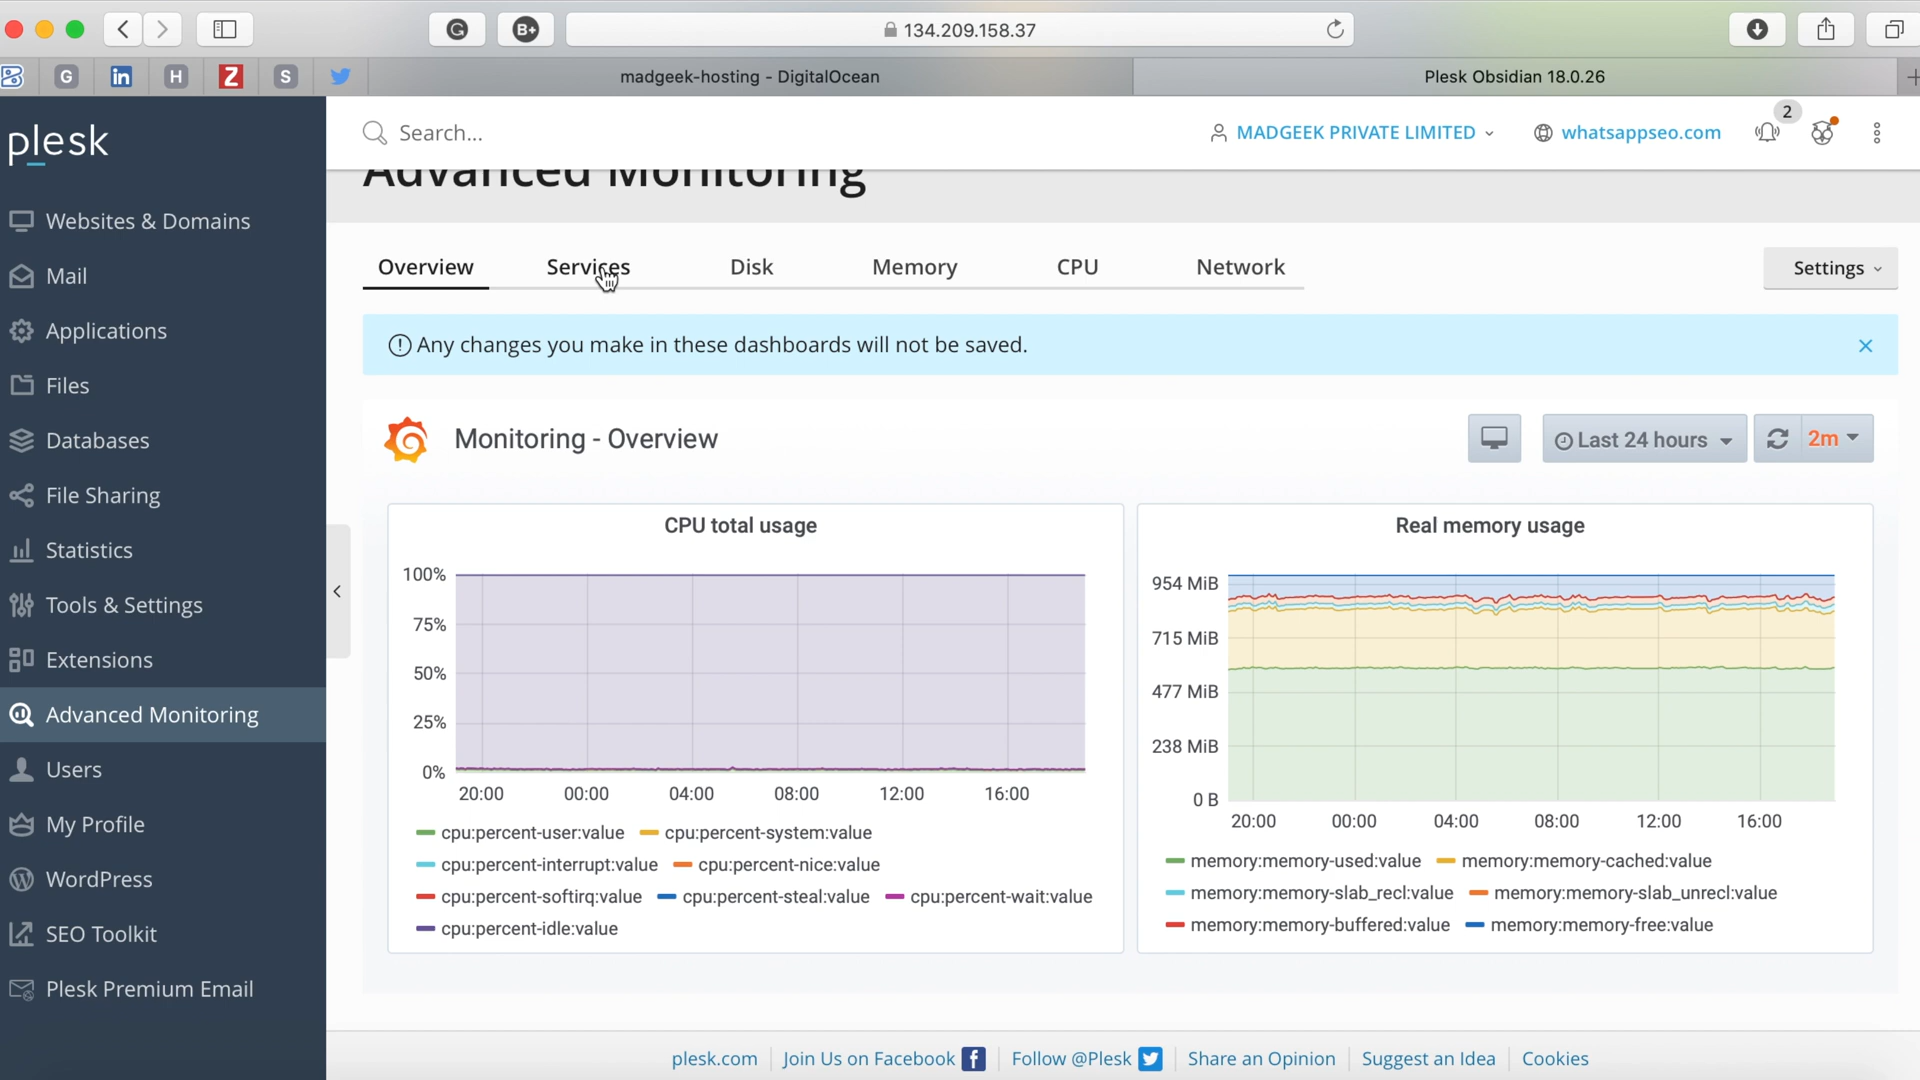 134.209.158.37
G
B+
G
in
H
Z
S
madgeek-hosting - DigitalOcean
Plesk Obsidian 18.0.26
plesk
Search...
MADGEEK PRIVATE LIMITED
whatsappseo.com
2
Advanced Monitoring
Websites & Domains
Mail
Applications
Files
Databases
File Sharing
Statistics
Tools & Settings
Extensions
Advanced Monitoring
Users
My Profile
WordPress
SEO Toolkit
Plesk Premium Email
Overview
Services
Disk
Memory
CPU
Network
Settings
Any changes you make in these dashboards will not be saved.
Monitoring - Overview
Last 24 hours
2m
CPU total usage
100%
75%
50%
25%
0%
20:00 00:00 04:00 08:00 12:00 16:00
cpu:percent-user:value cpu:percent-system:value
cpu:percent-interrupt:value cpu:percent-nice:value
cpu:percent-softirq:value cpu:percent-steal:value cpu:percent-wait:value
cpu:percent-idle:value
Real memory usage
954 MiB
715 MiB
477 MiB
238 MiB
0 B
20:00 00:00 04:00 08:00 12:00 16:00
memory:memory-used:value memory:memory-cached:value
memory:memory-slab_recl:value memory:memory-slab_unrecl:value
memory:memory-buffered:value memory:memory-free:value
plesk.com
Join Us on Facebook
Follow @Plesk
Share an Opinion
Suggest an Idea
Cookies